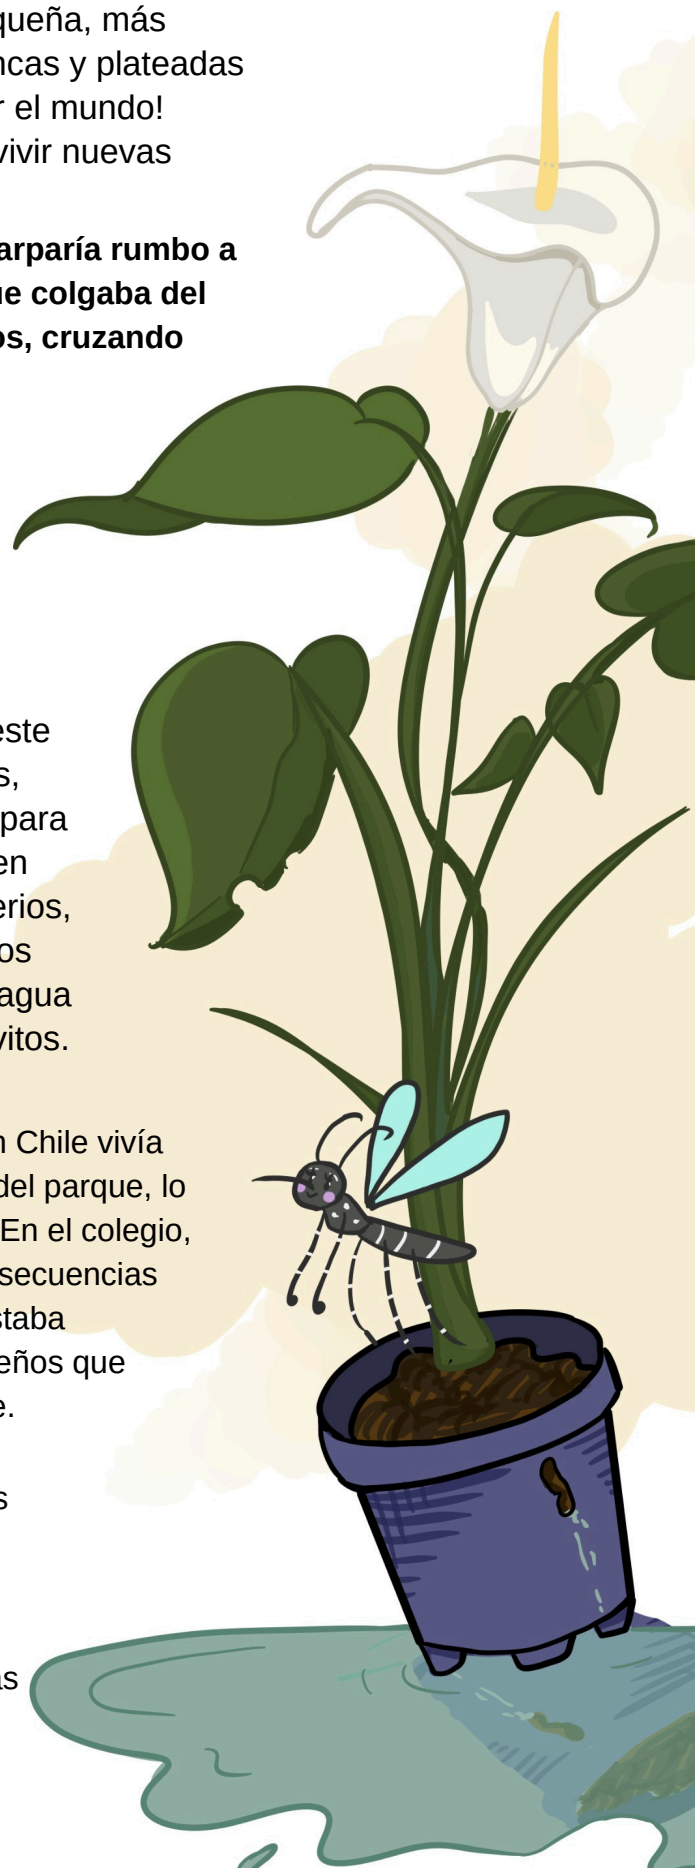 queña, más
ncas y plateadas
r el mundo!
vivir nuevas
arparía rumbo a
ue colgaba del
os, cruzando
este
s,
para
en
erios,
os
agua
vitos.
n Chile vivía
del parque, lo
En el colegio,
secuencias
staba
eños que
e.
s
as